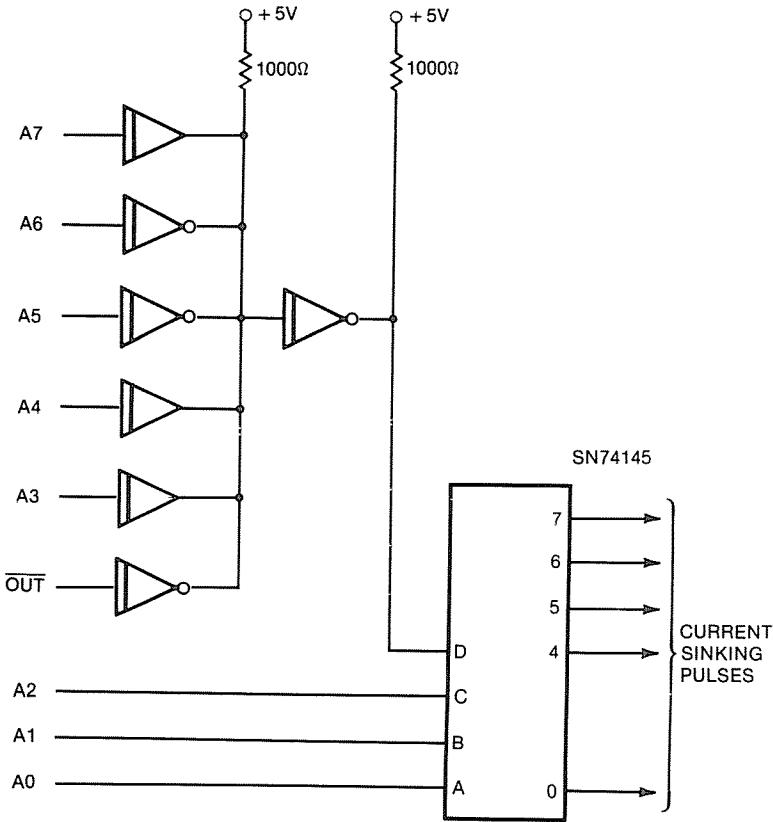 + 5V
+ 5V
1000Ω
1000Ω
A7
A6
A5
A4
A3
OUT
SN74145
7
6
5
4
0
D
C
B
A
A2
A1
A0
CURRENT
SINKING
PULSES